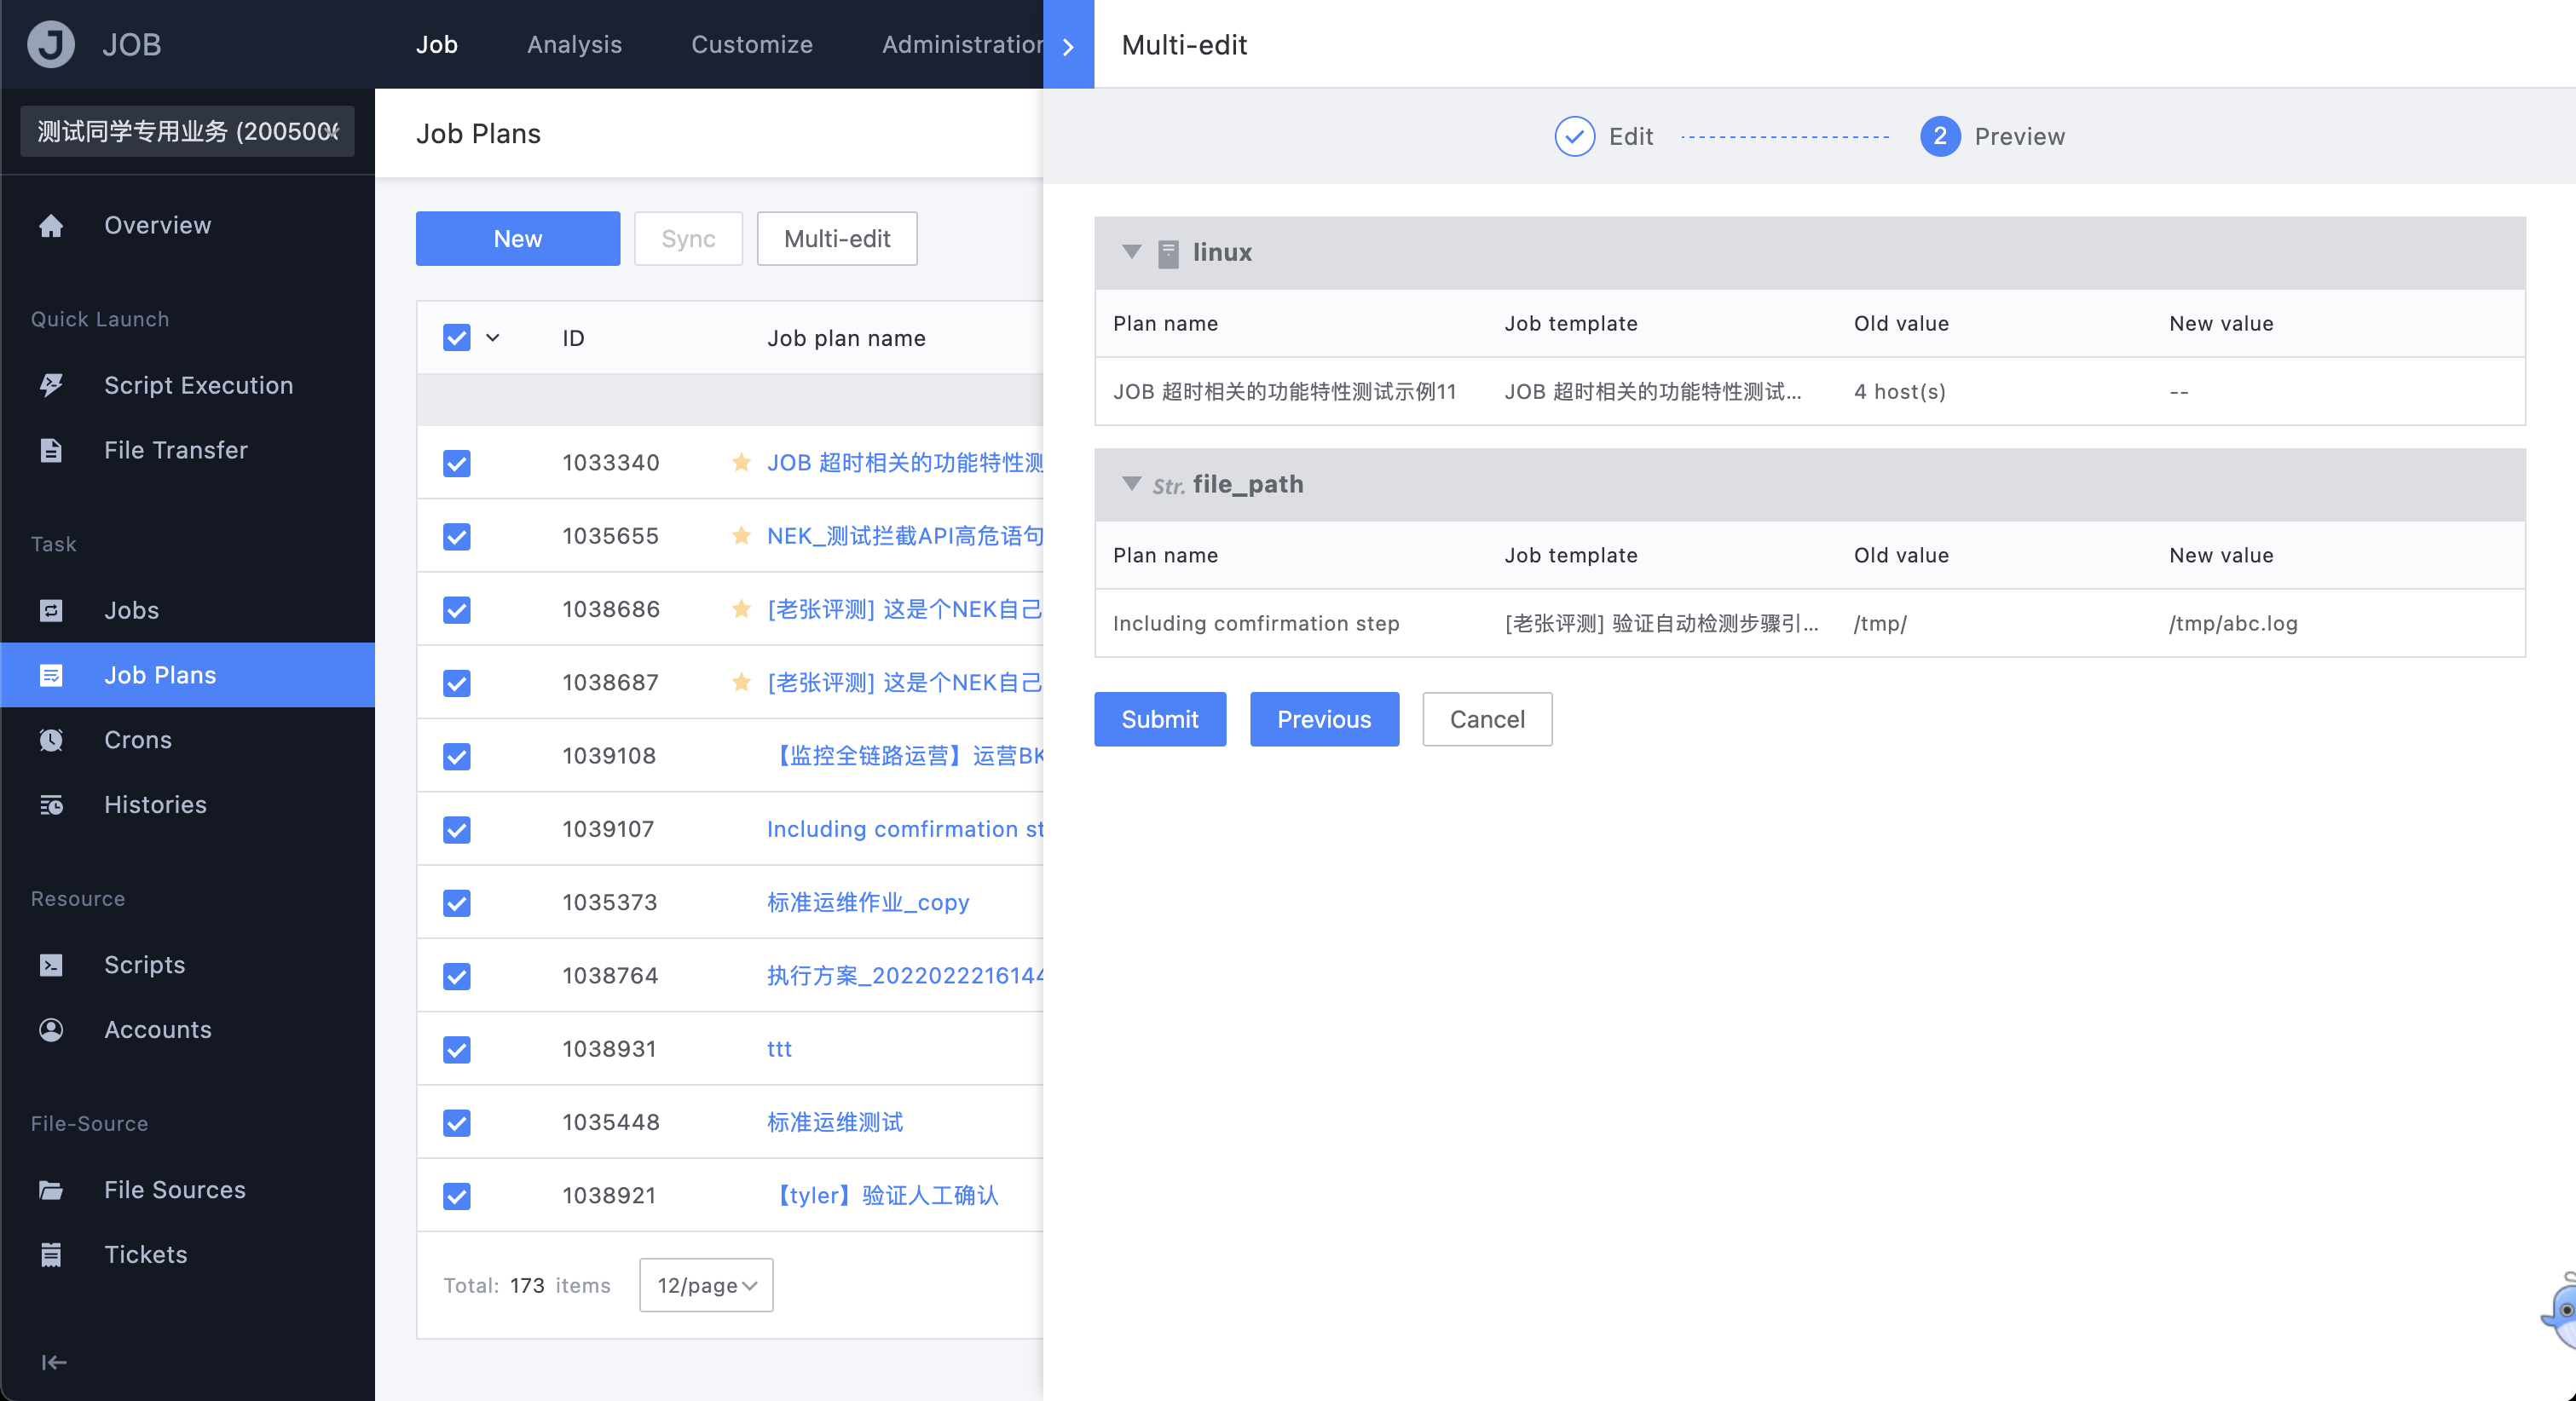 JOB
Job Analysis Customize Administration
Multi-edit
测试同学专用业务 (200500
Overview
Quick Launch
Script Execution
File Transfer
Task
Jobs
Job Plans
Crons
Histories
Resource
Scripts
Accounts
File-Source
File Sources
Tickets
Job Plans
New Sync Multi-edit
ID Job plan name
1033340 JOB 超时相关的功能特性测
1035655 NEK_测试拦截API高危语句
1038686 [老张评测] 这是个NEK自己
1038687 [老张评测] 这是个NEK自己
1039108 【监控全链路运营】运营BK
1039107 Including comfirmation st
1035373 标准运维作业_copy
1038764 执行方案_2022022216144
1038931 ttt
1035448 标准运维测试
1038921 【tyler】验证人工确认
Total: 173 items 12/page
Edit 2 Preview
linux
Plan name Job template Old value New value
JOB 超时相关的功能特性测试示例11 JOB 超时相关的功能特性测试... 4 host(s) --
Str. file_path
Plan name Job template Old value New value
Including comfirmation step [老张评测] 验证自动检测步骤引... /tmp/ /tmp/abc.log
Submit Previous Cancel